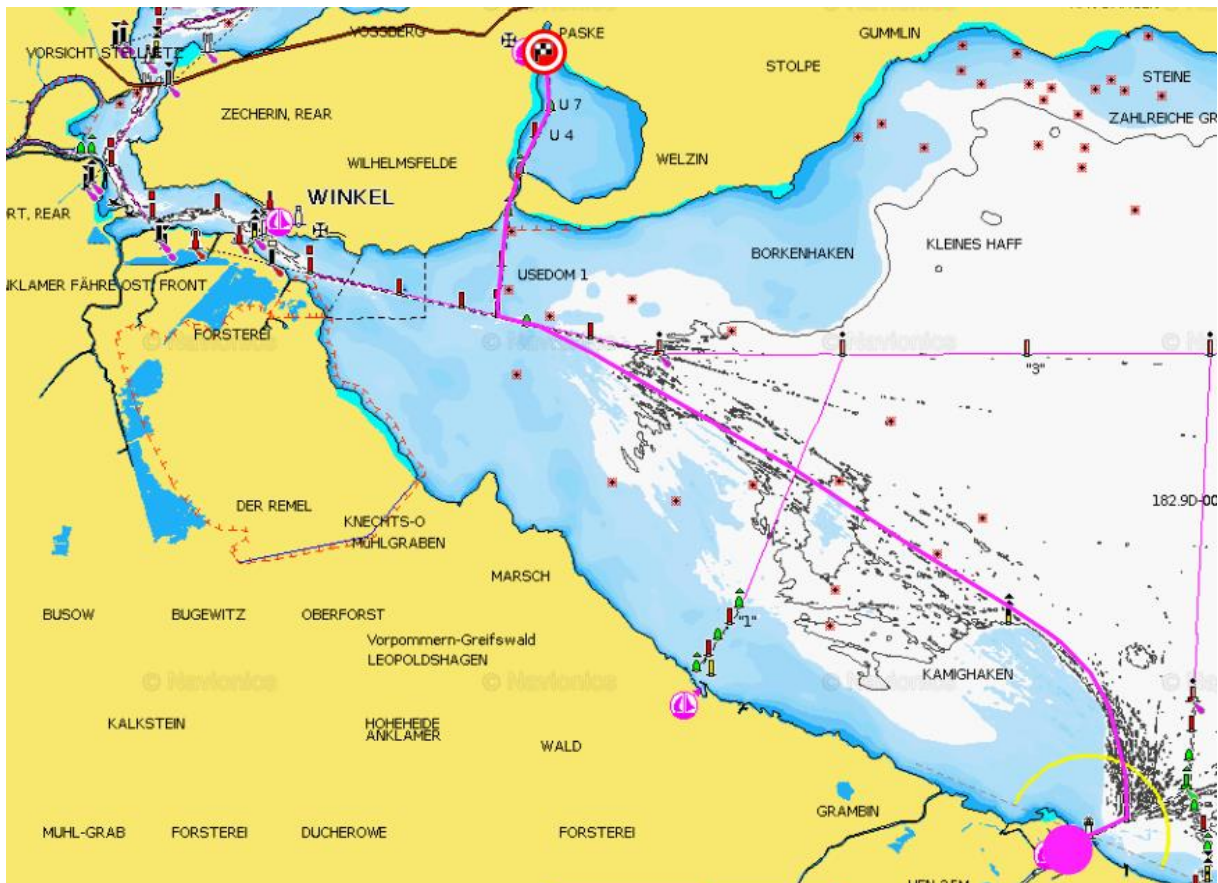 VOSSBERG
PASKE
GUMMLIN
VORSICHT STELLNETZ
STOLPE
STEINE
U 7
ZECHERIN, REAR
ZAHLREICHE GR
U 4
WILHELMSFELDE
WELZIN
WINKEL
RT, REAR
KLEINES HAFF
BORKENHAKEN
USEDOM 1
NKLAMER FÄHRE OST, FRONT
FORSTEREI
© Navionics
© Navionics
© Navionics
© Na
"3"
182.9D-00
DER REMEL
KNECHTS-O
MüHLGRABEN
MARSCH
BUSOW
BUGEWITZ
OBERFORST
"1"
Vorpommern-Greifswald
LEOPOLDSHAGEN
KAMIGHAKEN
© Navionics
© Navionics
© Navionics
© Na
KALKSTEIN
HOHEHEIDE
ANKLAMER
WALD
GRAMBIN
MUHL-GRAB
FORSTEREI
DUCHEROWE
FORSTEREI